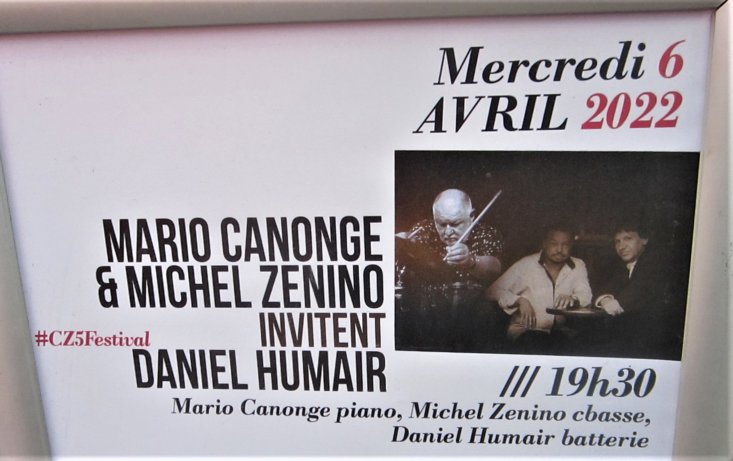 Mercredi 6
AVRIL 2022
MARIO CANONGE
& MICHEL ZENINO
INVITENT
#CZ5Festival
DANIEL HUMAIR
/// 19h30
Mario Canonge piano, Michel Zenino cbasse,
Daniel Humair batterie